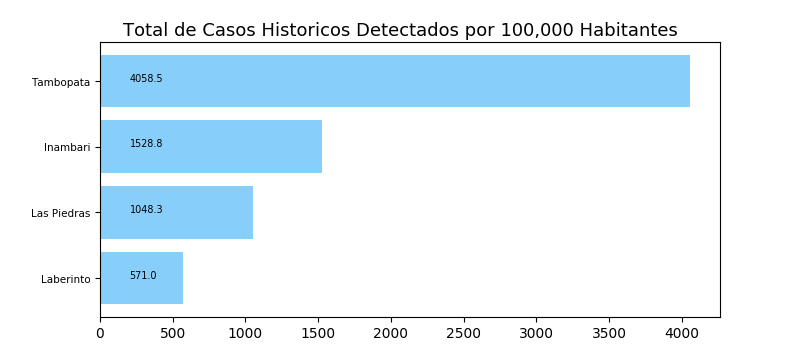 Total de Casos Historicos Detectados por 100,000 Habitantes
Tambopata 4058.5
Inambari 1528.8
Las Piedras 1048.3
Laberinto 571.0
0 500 1000 1500 2000 2500 3000 3500 4000